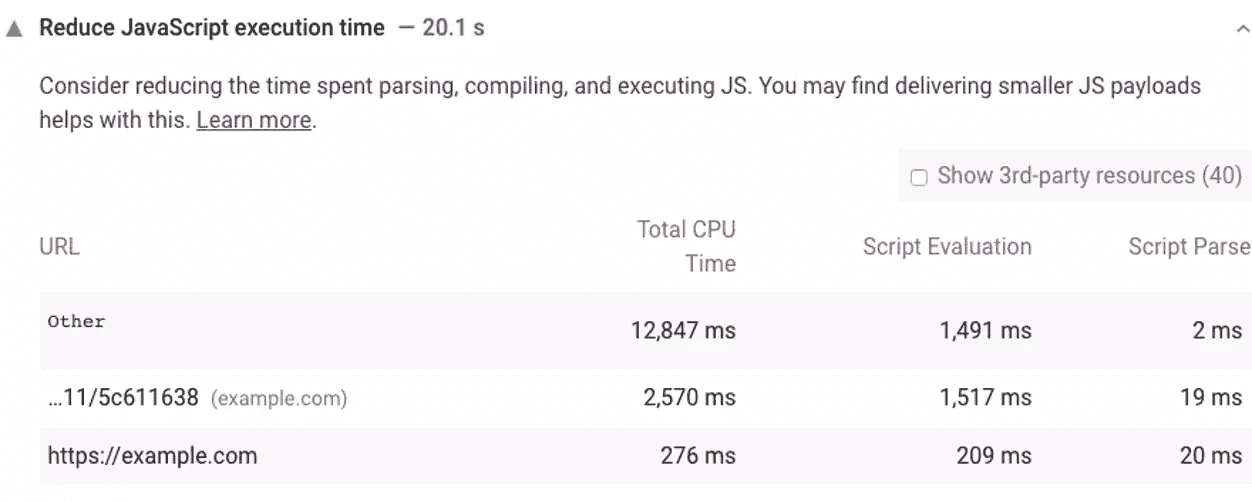 Reduce JavaScript execution time — 20.1 s
Consider reducing the time spent parsing, compiling, and executing JS. You may find delivering smaller JS payloads
helps with this. Learn more.
Show 3rd-party resources (40)
URL Total CPU Time Script Evaluation Script Parse
Other 12,847 ms 1,491 ms 2 ms
...11/5c611638 (example.com) 2,570 ms 1,517 ms 19 ms
https://example.com 276 ms 209 ms 20 ms